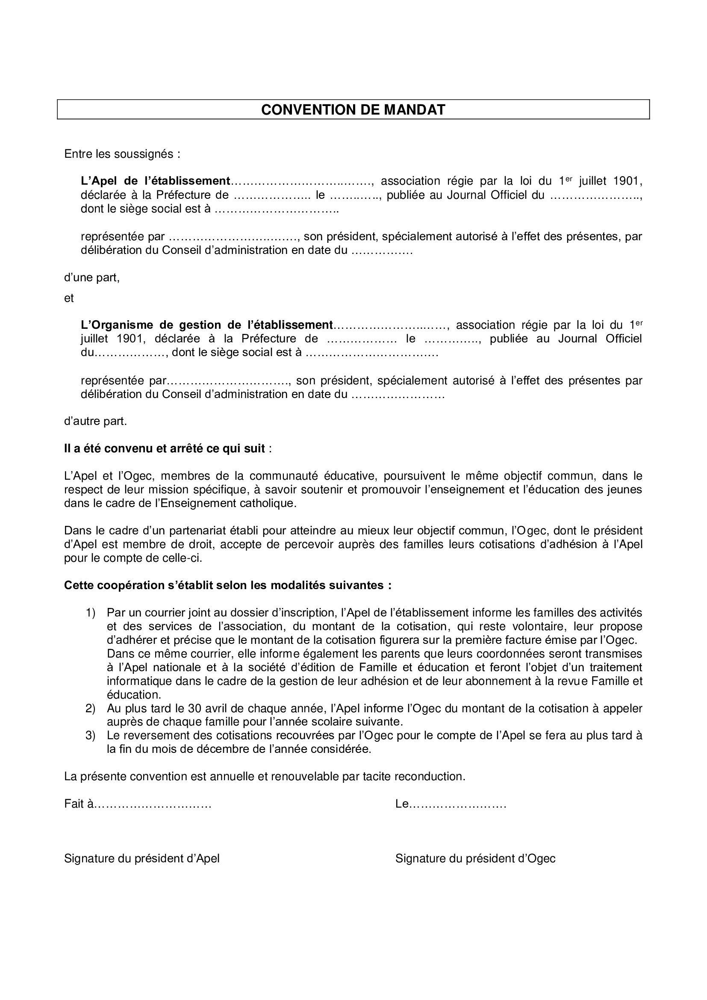 CONVENTION DE MANDAT
Entre les soussignés :
L’Apel de l’établissement……………………….…..……., association régie par la loi du 1er juillet 1901,
déclarée à la Préfecture de ……………….. le ……..….., publiée au Journal Officiel du …………………..,
dont le siège social est à …………………………..
représentée par ……………………..……., son président, spécialement autorisé à l’effet des présentes, par
délibération du Conseil d’administration en date du …………….
d’une part,
et
L’Organisme de gestion de l’établissement…………………..……, association régie par la loi du 1er
juillet 1901, déclarée à la Préfecture de ……………… le ………….., publiée au Journal Officiel
du………………, dont le siège social est à …………………………….
représentée par…………………………., son président, spécialement autorisé à l’effet des présentes par
délibération du Conseil d’administration en date du ……………………
d’autre part.
Il a été convenu et arrêté ce qui suit :
L’Apel et l’Ogec, membres de la communauté éducative, poursuivent le même objectif commun, dans le
respect de leur mission spécifique, à savoir soutenir et promouvoir l’enseignement et l’éducation des jeunes
dans le cadre de l’Enseignement catholique.
Dans le cadre d’un partenariat établi pour atteindre au mieux leur objectif commun, l’Ogec, dont le président
d’Apel est membre de droit, accepte de percevoir auprès des familles leurs cotisations d’adhésion à l’Apel
pour le compte de celle-ci.
Cette coopération s’établit selon les modalités suivantes :
1) Par un courrier joint au dossier d’inscription, l’Apel de l’établissement informe les familles des activités
et des services de l’association, du montant de la cotisation, qui reste volontaire, leur propose
d’adhérer et précise que le montant de la cotisation figurera sur la première facture émise par l’Ogec.
Dans ce même courrier, elle informe également les parents que leurs coordonnées seront transmises
à l’Apel nationale et à la société d’édition de Famille et éducation et feront l’objet d’un traitement
informatique dans le cadre de la gestion de leur adhésion et de leur abonnement à la revue Famille et
éducation.
2) Au plus tard le 30 avril de chaque année, l’Apel informe l’Ogec du montant de la cotisation à appeler
auprès de chaque famille pour l’année scolaire suivante.
3) Le reversement des cotisations recouvrées par l’Ogec pour le compte de l’Apel se fera au plus tard à
la fin du mois de décembre de l’année considérée.
La présente convention est annuelle et renouvelable par tacite reconduction.
Fait à………………………… Le…………………….
Signature du président d’Apel Signature du président d’Ogec